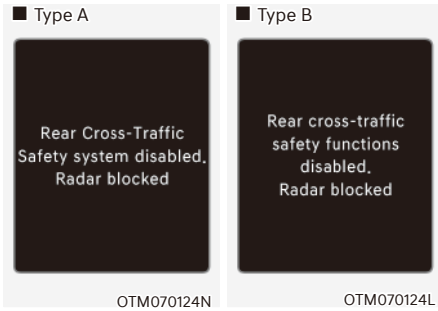 ■ Type A
Rear Cross-Traffic
Safety system disabled.
Radar blocked
OTM070124N
■ Type B
Rear cross-traffic
safety functions
disabled.
Radar blocked
OTM070124L